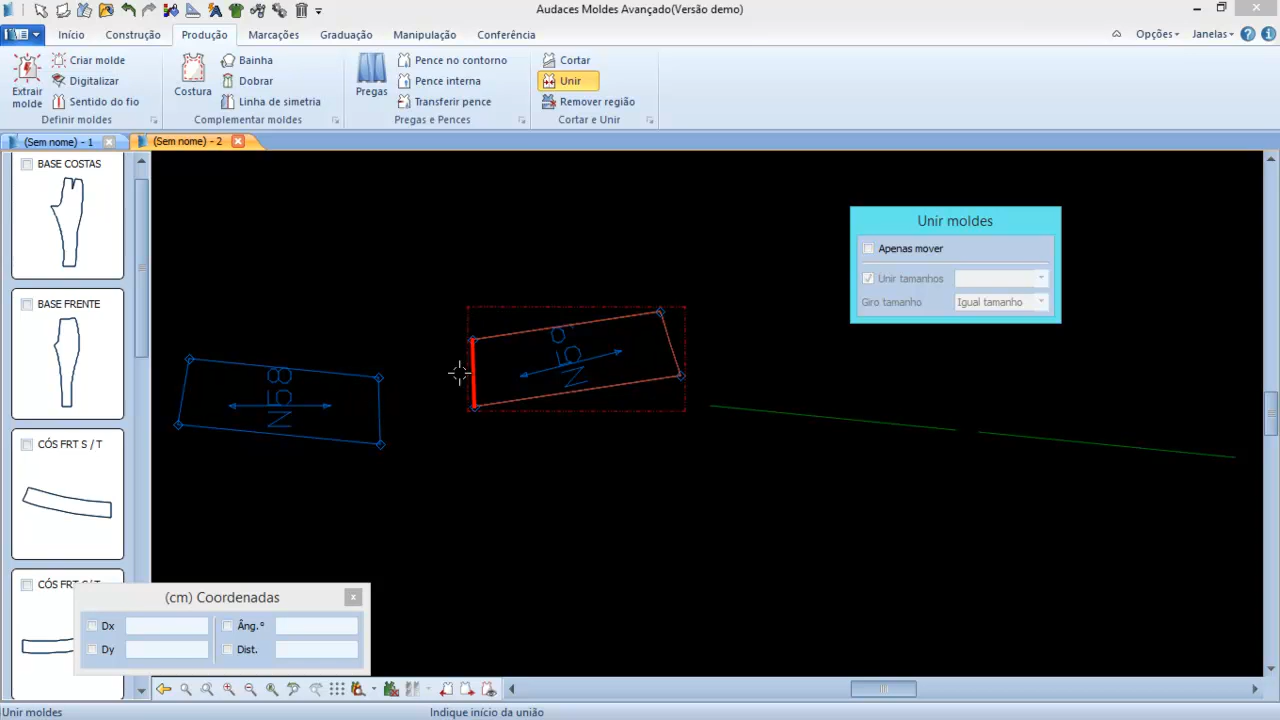 Audaces Moldes Avançado(Versão demo)
Início Construção Produção Marcações Graduação Manipulação Conferência Opções Janelas
Extrair molde
Criar molde
Digitalizar
Sentido do fio
Definir moldes
Costura
Bainha
Dobrar
Linha de simetria
Complementar moldes
Pregas
Pence no contorno
Pence interna
Transferir pence
Pregas e Pences
Cortar
Unir
Remover região
Cortar e Unir
(Sem nome) - 1
(Sem nome) - 2
BASE COSTAS
BASE FRENTE
CÓS FRT S / T
Unir moldes
Apenas mover
Unir tamanhos
Giro tamanho Igual tamanho
(cm) Coordenadas
Dx Âng.º
Dy Dist.
Unir moldes Indique início da união